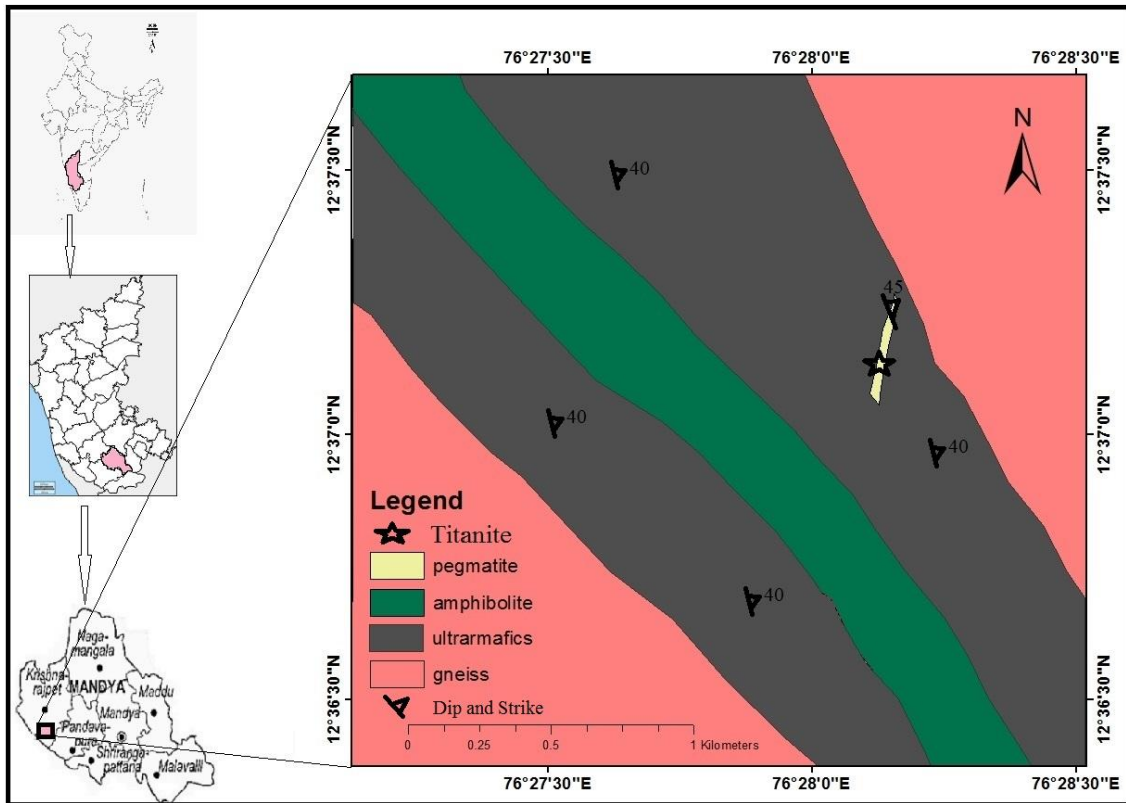 76°27'30"E
76°28'0"E
76°28'30"E
N
12°37'30"N
12°37'30"N
40
45
12°37'0"N
12°37'0"N
40
40
40
Legend
Titanite
pegmatite
amphibolite
ultrarmafics
gneiss
Dip and Strike
0 0.25 0.5 1 Kilometers
12°36'30"N
12°36'30"N
76°27'30"E
76°28'0"E
76°28'30"E
Naga-
mangala
Krishna-
rajpet
MANDYA
Maddu
Mandya
Pandava-
pura
Shriranga-
pattana
Malavalli